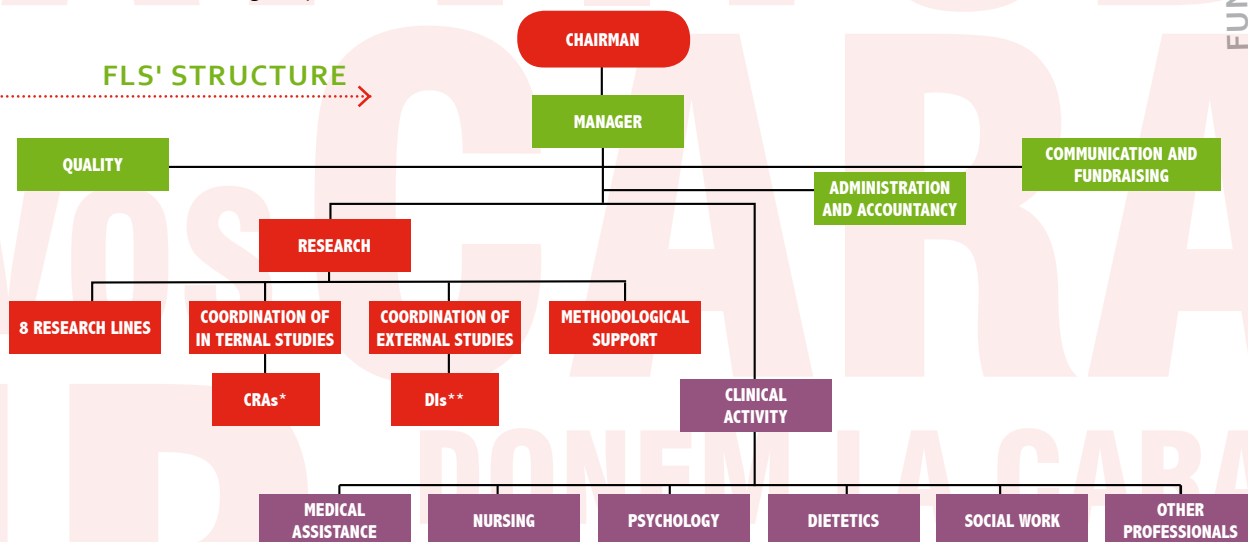 CHAIRMAN
FLS' STRUCTURE
MANAGER
QUALITY
COMMUNICATION AND
FUNDRAISING
ADMINISTRATION
AND ACCOUNTANCY
RESEARCH
8 RESEARCH LINES
COORDINATION OF
IN TERNAL STUDIES
COORDINATION OF
EXTERNAL STUDIES
METHODOLOGICAL
SUPPORT
CRAs*
DIs**
CLINICAL
ACTIVITY
DONEM LA CARA
MEDICAL
ASSISTANCE
NURSING
PSYCHOLOGY
DIETETICS
SOCIAL WORK
OTHER
PROFESSIONALS